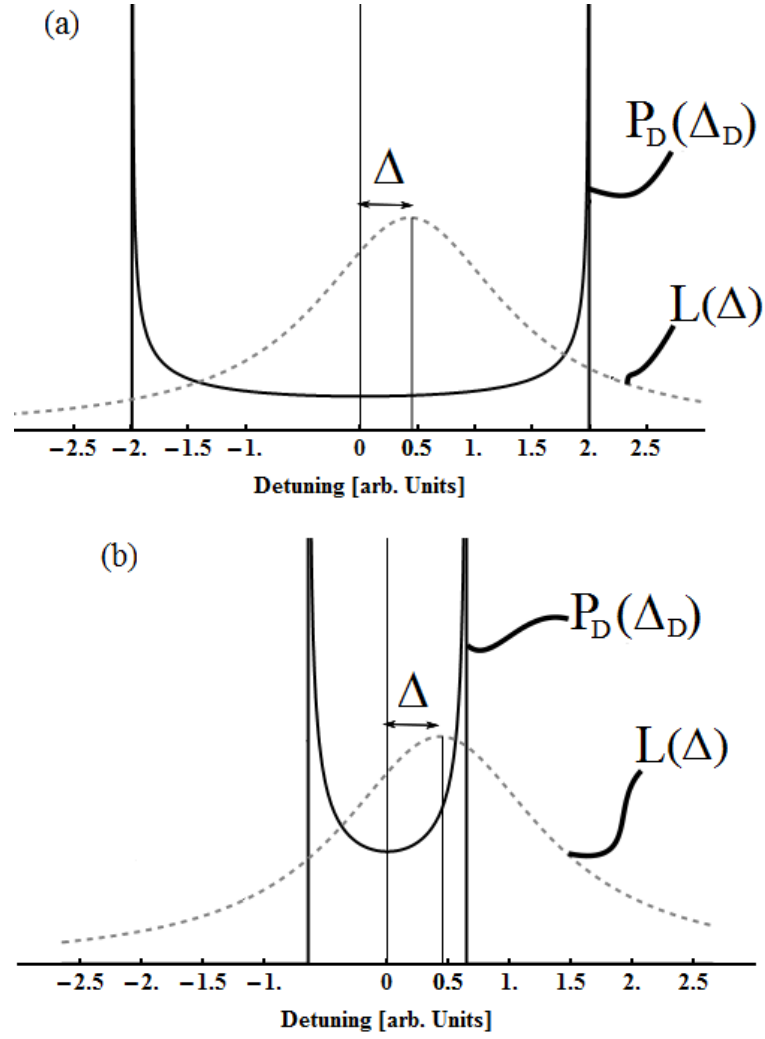 (a)
P_D(Δ_D)
Δ
L(Δ)
−2.5 −2. −1.5 −1. 0 0.5 1. 1.5 2. 2.5
Detuning [arb. Units]
(b)
P_D(Δ_D)
Δ
L(Δ)
−2.5 −2. −1.5 −1. 0 0.5 1. 1.5 2. 2.5
Detuning [arb. Units]